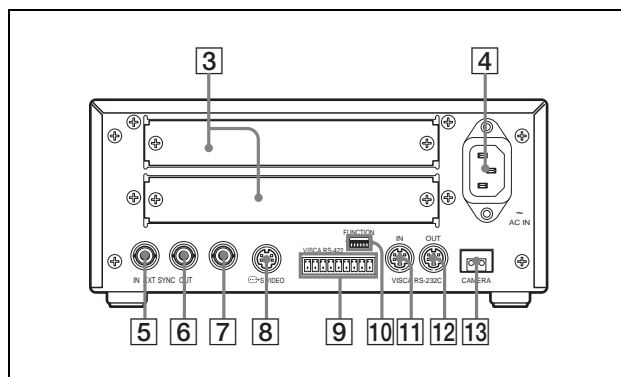 3
4
FUNCTION
IN
OUT
~
AC IN
VISCA RS-422
IN EXT SYNC OUT
S VIDEO
VISCA RS-232C
CAMERA
5
6
7
8
9
10
11
12
13